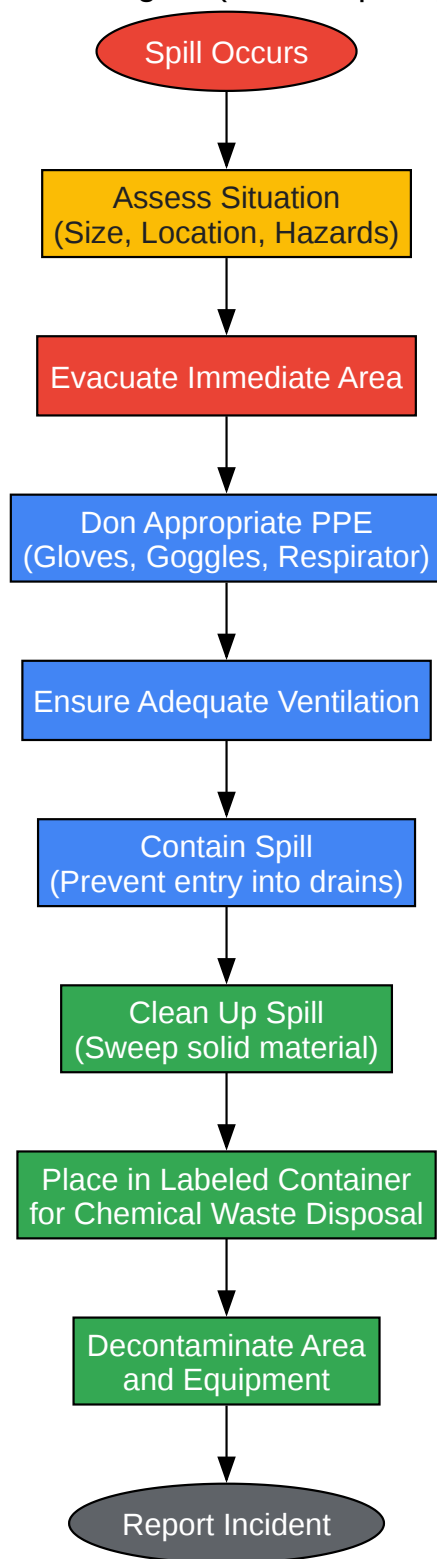 Spill Occurs
Assess Situation
(Size, Location, Hazards)
Evacuate Immediate Area
Don Appropriate PPE
(Gloves, Goggles, Respirator)
Ensure Adequate Ventilation
Contain Spill
(Prevent entry into drains)
Clean Up Spill
(Sweep solid material)
Place in Labeled Container
for Chemical Waste Disposal
Decontaminate Area
and Equipment
Report Incident